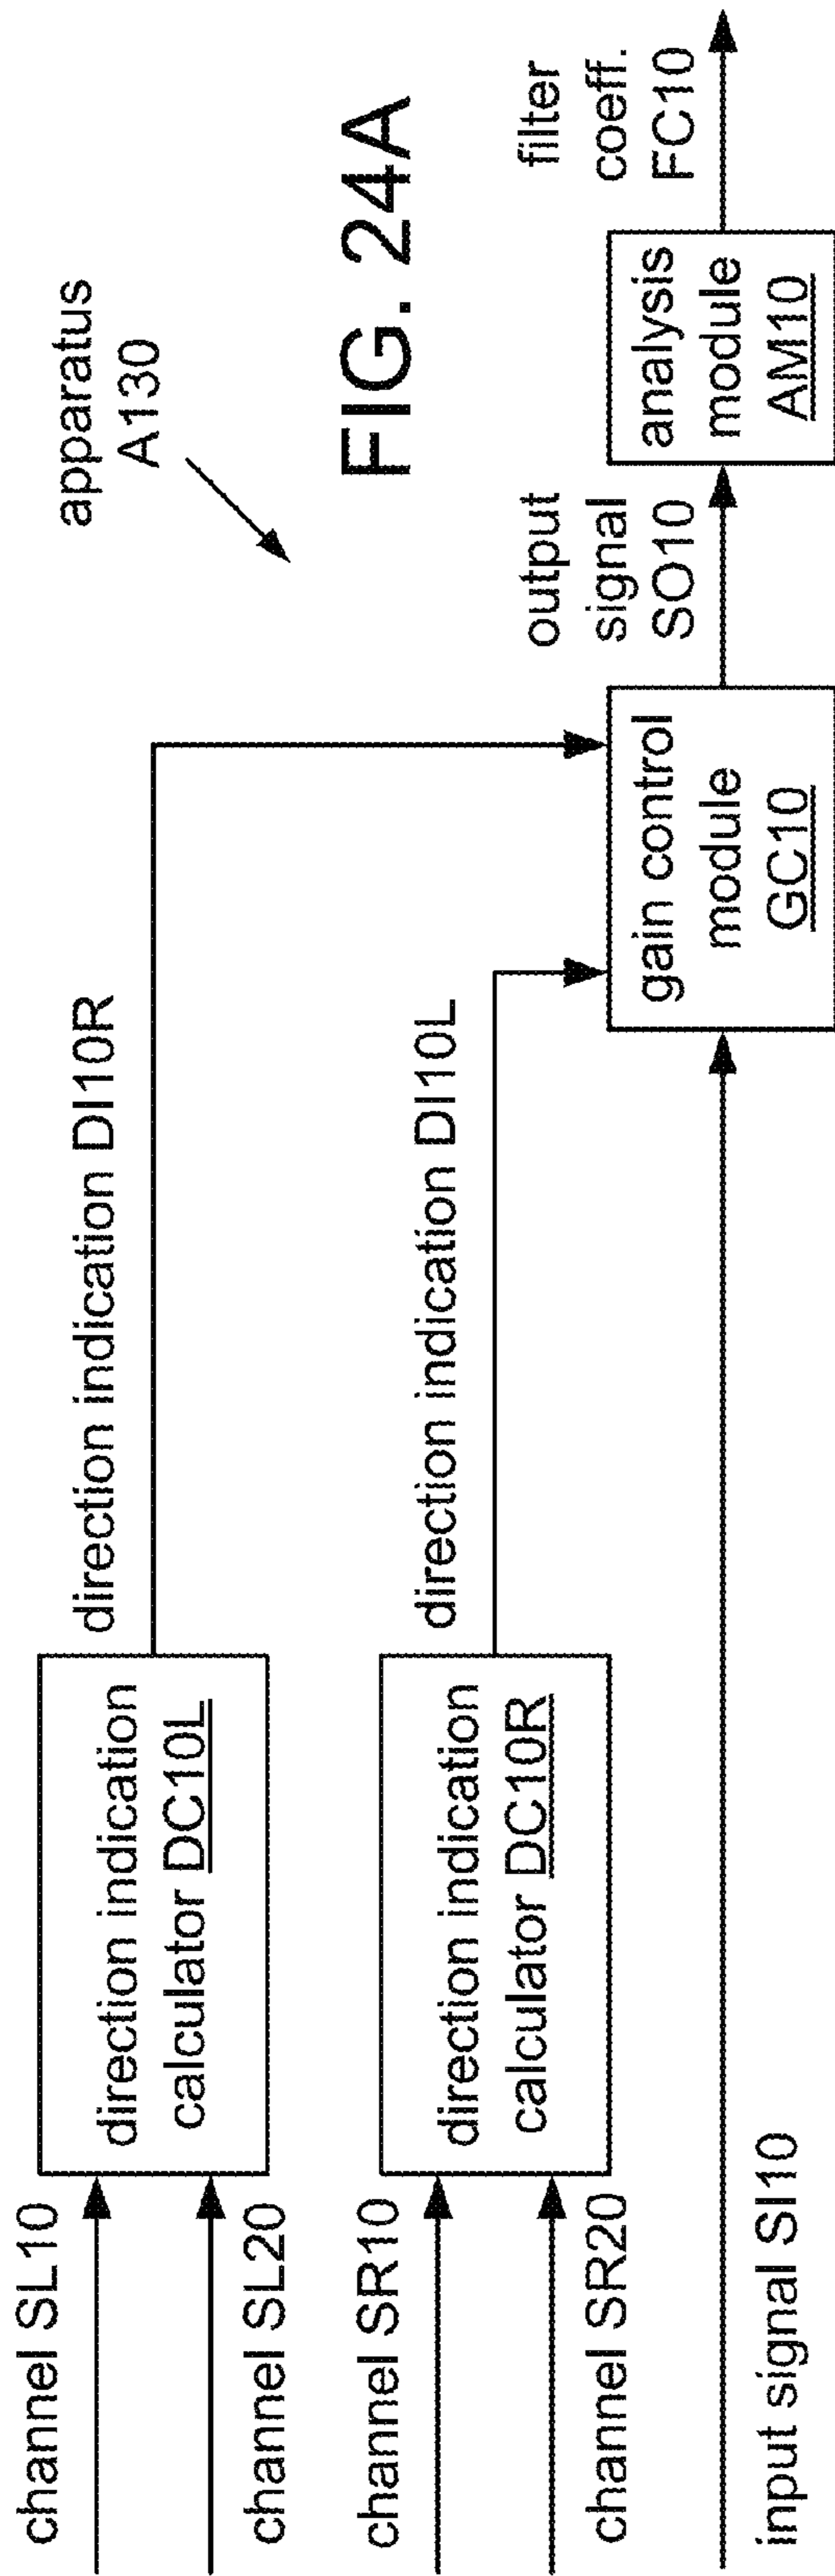 apparatus
A130
FIG. 24A
channel SL10
channel SL20
direction indication
calculator DC10L
direction indication DI10R
channel SR10
channel SR20
direction indication
calculator DC10R
direction indication DI10L
input signal SI10
gain control
module
GC10
output
signal
SO10
analysis
module
AM10
filter
coeff.
FC10